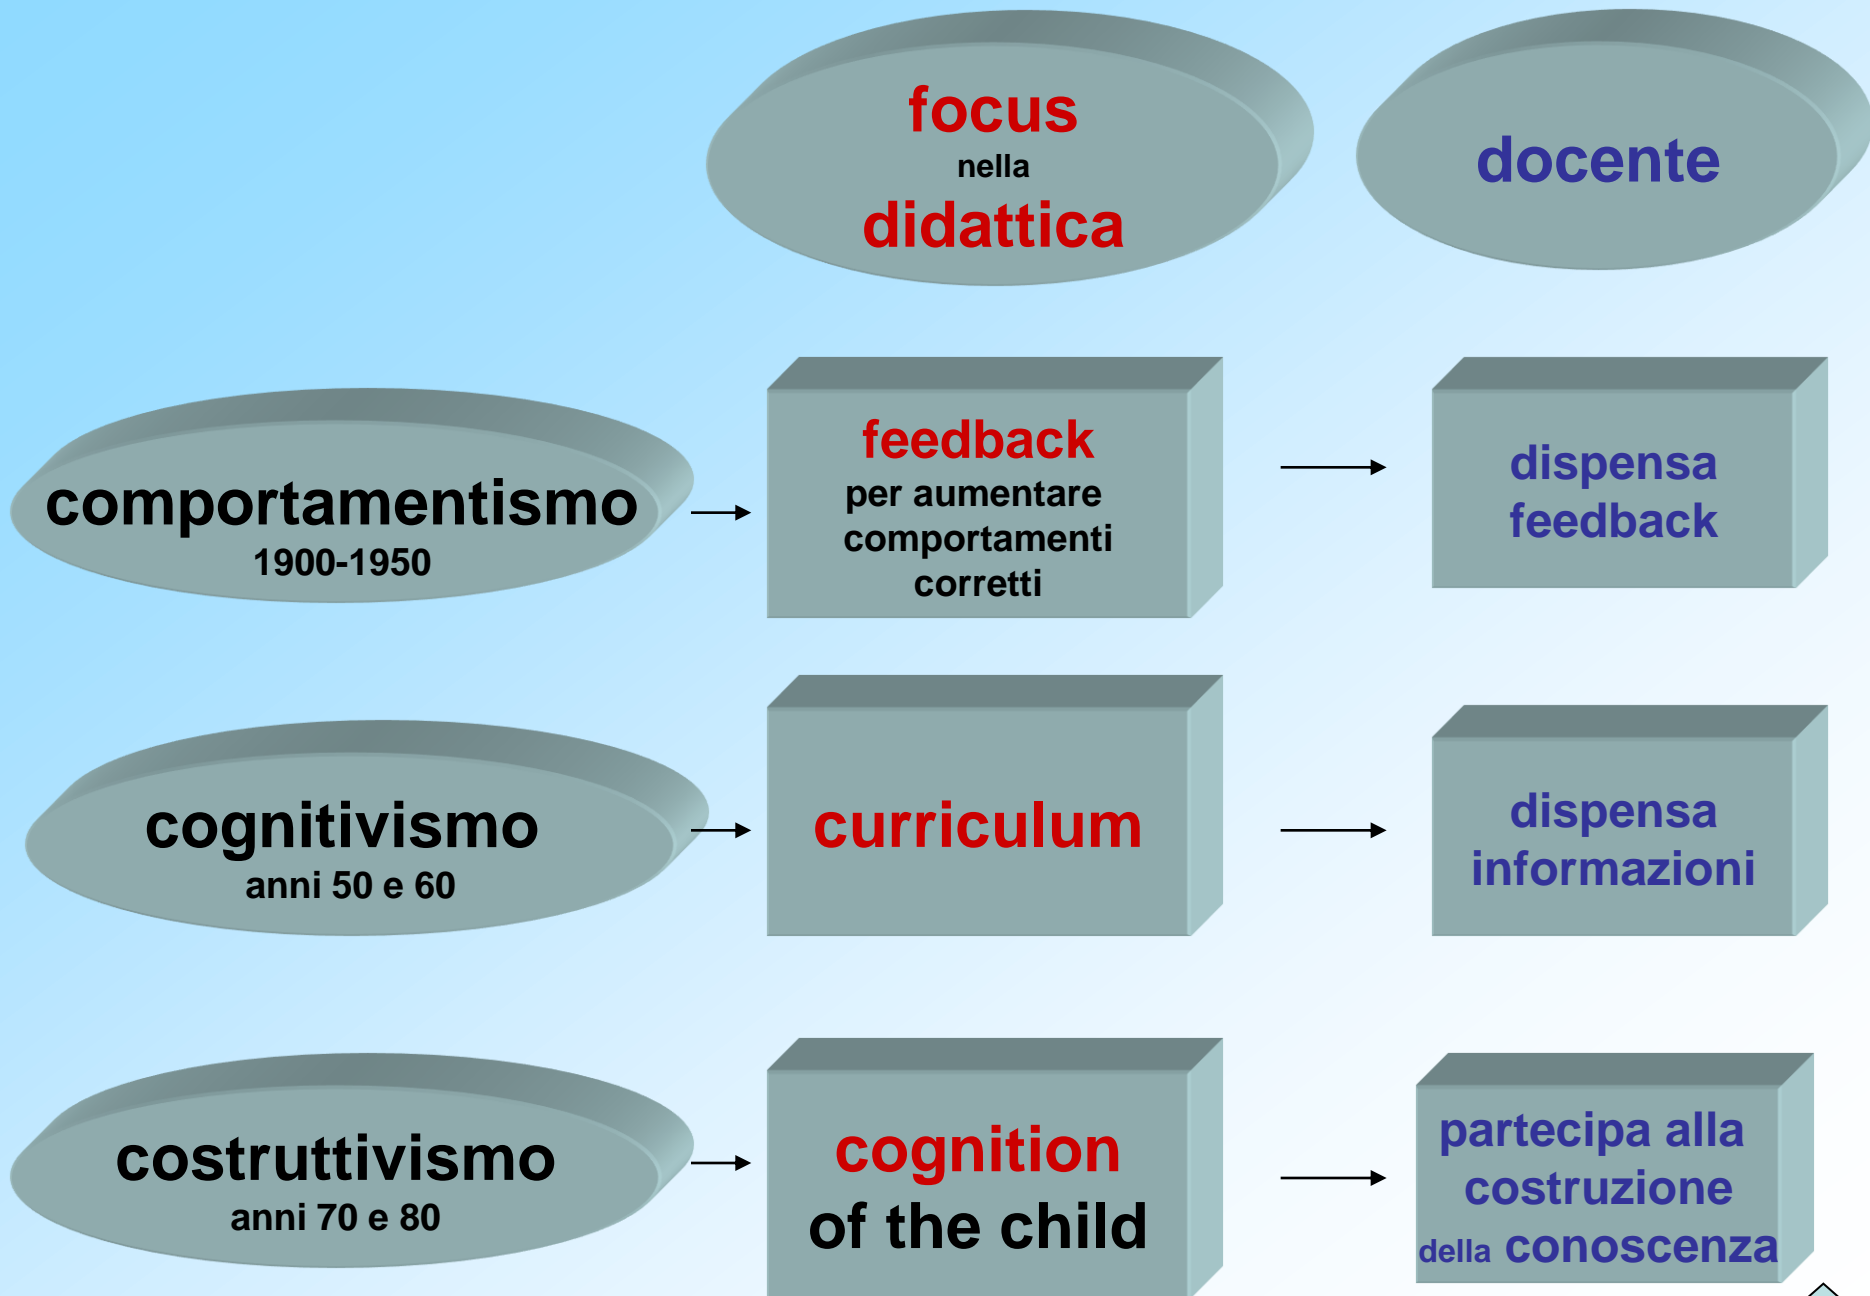 focus
nella
didattica
docente
comportamentismo
1900-1950
feedback
per aumentare
comportamenti
corretti
dispensa
feedback
cognitivismo
anni 50 e 60
curriculum
dispensa
informazioni
costruttivismo
anni 70 e 80
cognition
of the child
partecipa alla
costruzione
della conoscenza